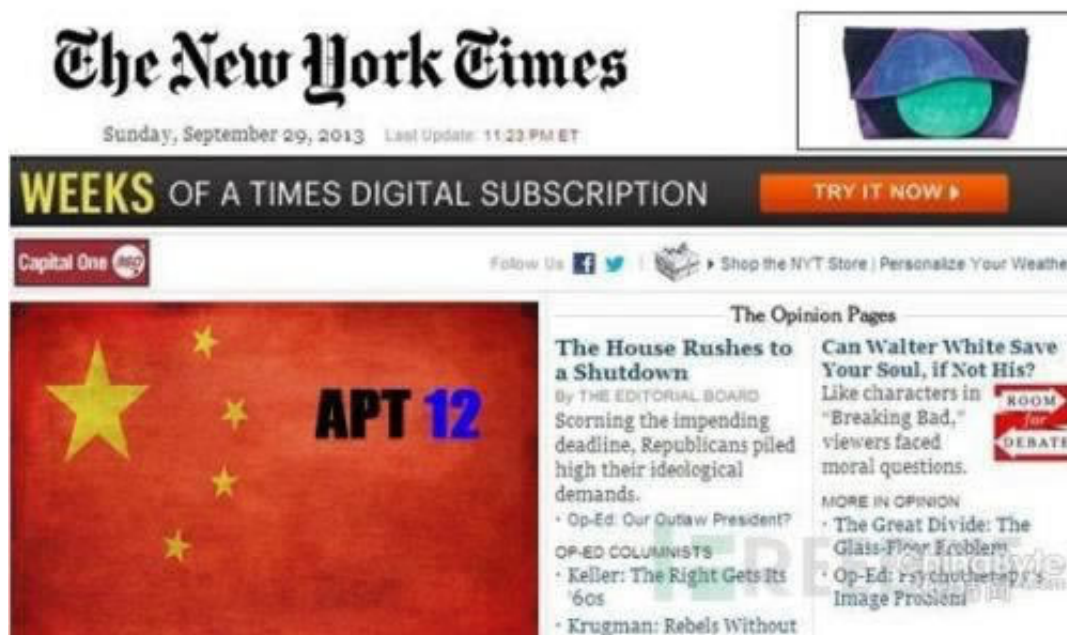 The New York Times
Sunday, September 29, 2013 Last Update: 11:23 PM ET
WEEKS OF A TIMES DIGITAL SUBSCRIPTION
TRY IT NOW
Capital One 360
Follow Us
Shop the NYT Store | Personalize Your Weathe
APT 12
The Opinion Pages
The House Rushes to
a Shutdown
By THE EDITORIAL BOARD
Scorning the impending
deadline, Republicans piled
high their ideological
demands.
· Op-Ed: Our Outlaw President?
OP-ED COLUMNISTS
· Keller: The Right Gets Its
'60s
· Krugman: Rebels Without
Can Walter White Save
Your Soul, if Not His?
Like characters in
"Breaking Bad,"
viewers faced
moral questions.
ROOM
for
DEBATE
MORE IN OPINION
· The Great Divide: The
Glass-Floor Problem
· Op-Ed: Psychotherapy's
Image Problem